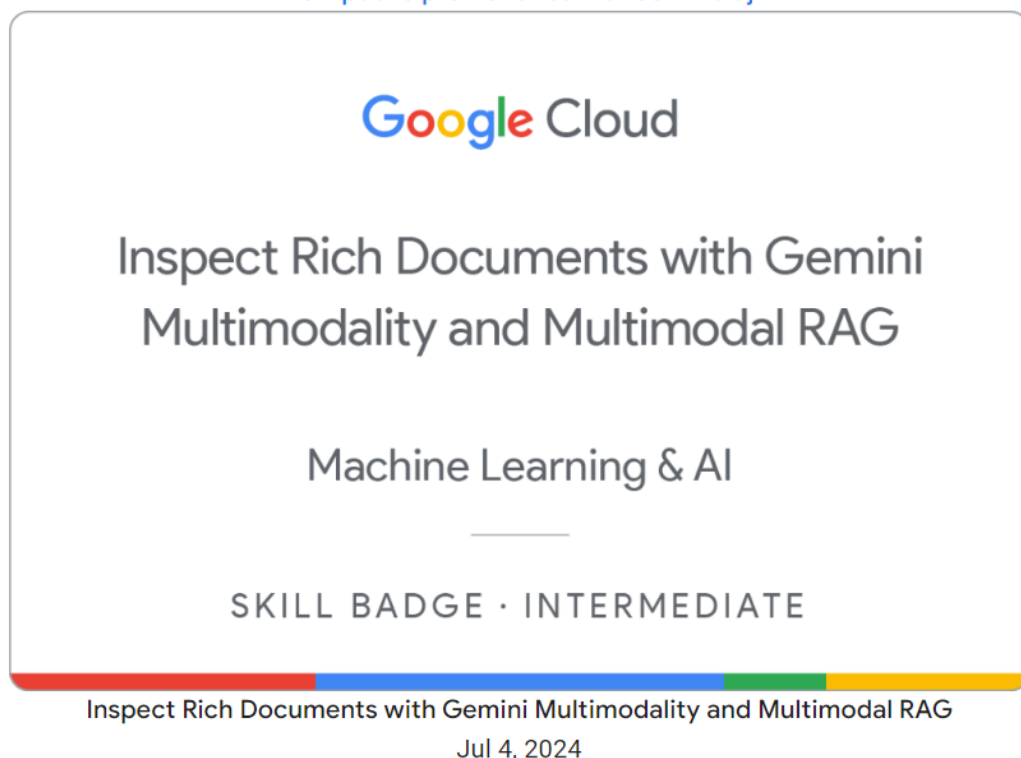 Google Cloud
Inspect Rich Documents with Gemini
Multimodality and Multimodal RAG
Machine Learning & AI
SKILL BADGE · INTERMEDIATE
Inspect Rich Documents with Gemini Multimodality and Multimodal RAG
Jul 4, 2024